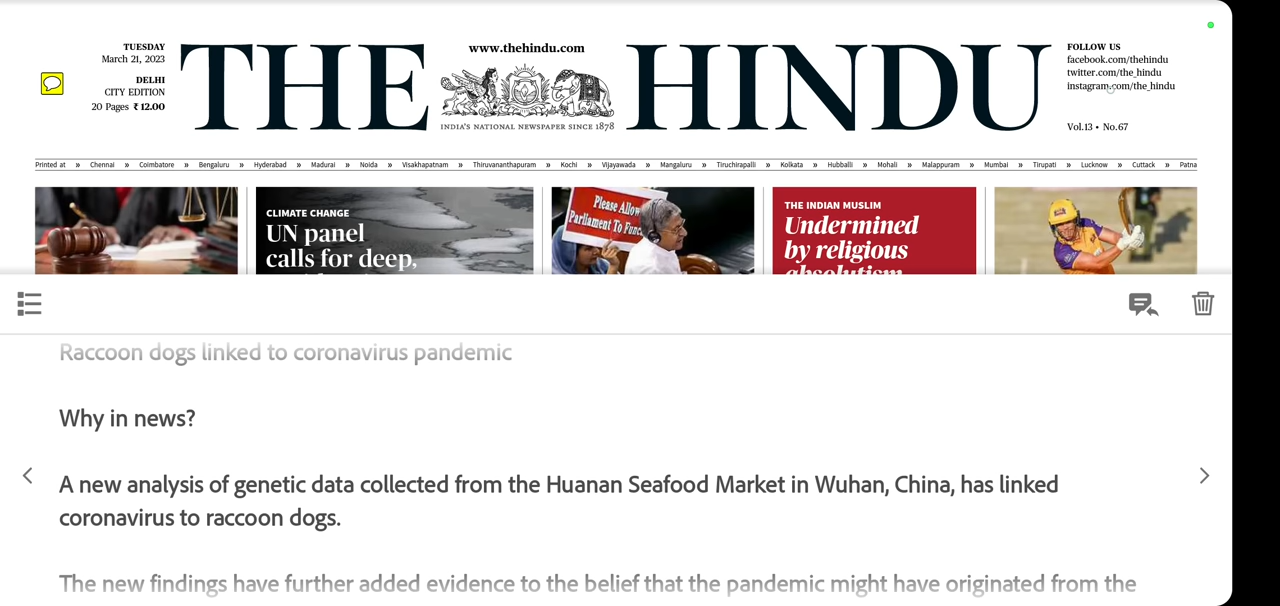 TUESDAY
March 21, 2023
DELHI
CITY EDITION
20 Pages ₹ 12.00
THE HINDU
www.thehindu.com
INDIA'S NATIONAL NEWSPAPER SINCE 1878
FOLLOW US
facebook.com/thehindu
twitter.com/the_hindu
instagram.com/the_hindu
Vol.13 • No.67
Printed at » Chennai » Coimbatore » Bengaluru » Hyderabad » Madurai » Noida » Visakhapatnam » Thiruvananthapuram » Kochi » Vijayawada » Mangaluru » Tiruchirapalli » Kolkata » Hubballi » Mohali » Malappuram » Mumbai » Tirupati » Lucknow » Cuttack » Patna
CLIMATE CHANGE
UN panel
calls for deep,
Please Allow
Parliament To Func
THE INDIAN MUSLIM
Undermined
by religious
absolutism
Raccoon dogs linked to coronavirus pandemic
Why in news?
A new analysis of genetic data collected from the Huanan Seafood Market in Wuhan, China, has linked
coronavirus to raccoon dogs.
The new findings have further added evidence to the belief that the pandemic might have originated from the